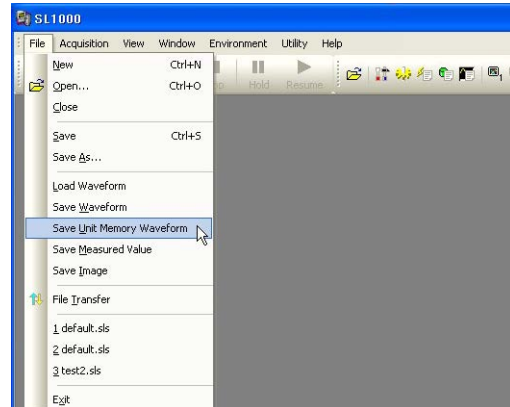 SL1000
File Acquisition View Window Environment Utility Help
New Ctrl+N
Hold Resume
Open... Ctrl+O
Close
Save Ctrl+S
Save As...
Load Waveform
Save Waveform
Save Unit Memory Waveform
Save Measured Value
Save Image
File Transfer
1 default.sls
2 default.sls
3 test2.sls
Exit